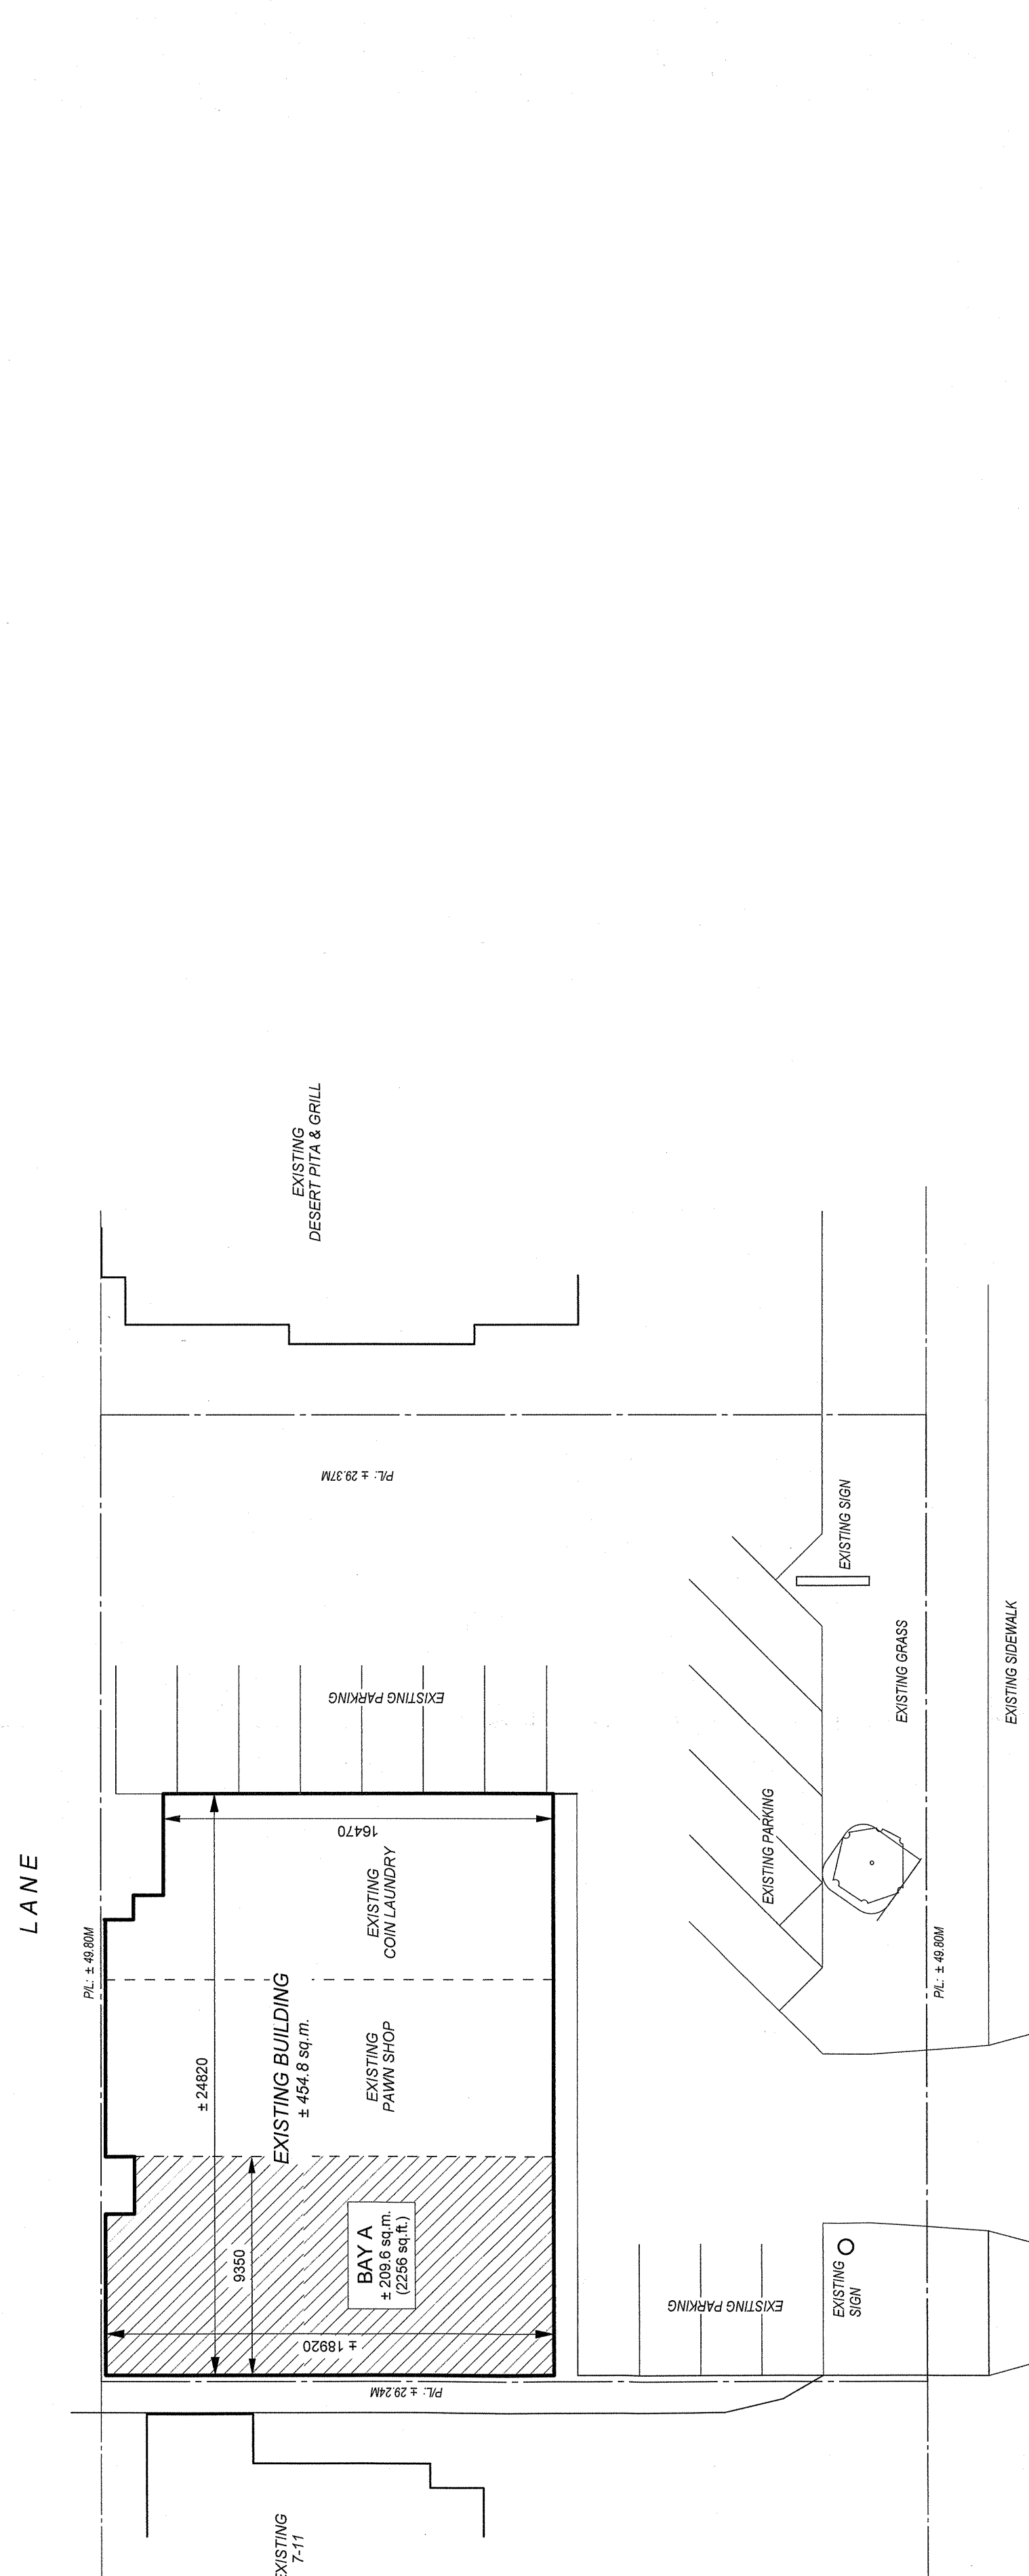 EXISTING
DESERT PITA & GRILL
P/L: ± 29.37M
EXISTING SIGN
EXISTING GRASS
EXISTING SIDEWALK
EXISTING PARKING
EXISTING PARKING
LANE
P/L: ± 49.80M
16470
EXISTING
COIN LAUNDRY
± 24820
EXISTING BUILDING
± 454.8 sq.m.
EXISTING
PAWN SHOP
P/L: ± 49.80M
9350
BAY A
± 209.6 sq.m.
(2256 sq.ft.)
± 18920
EXISTING PARKING
EXISTING
SIGN
P/L: ± 29.24M
EXISTING
7-11